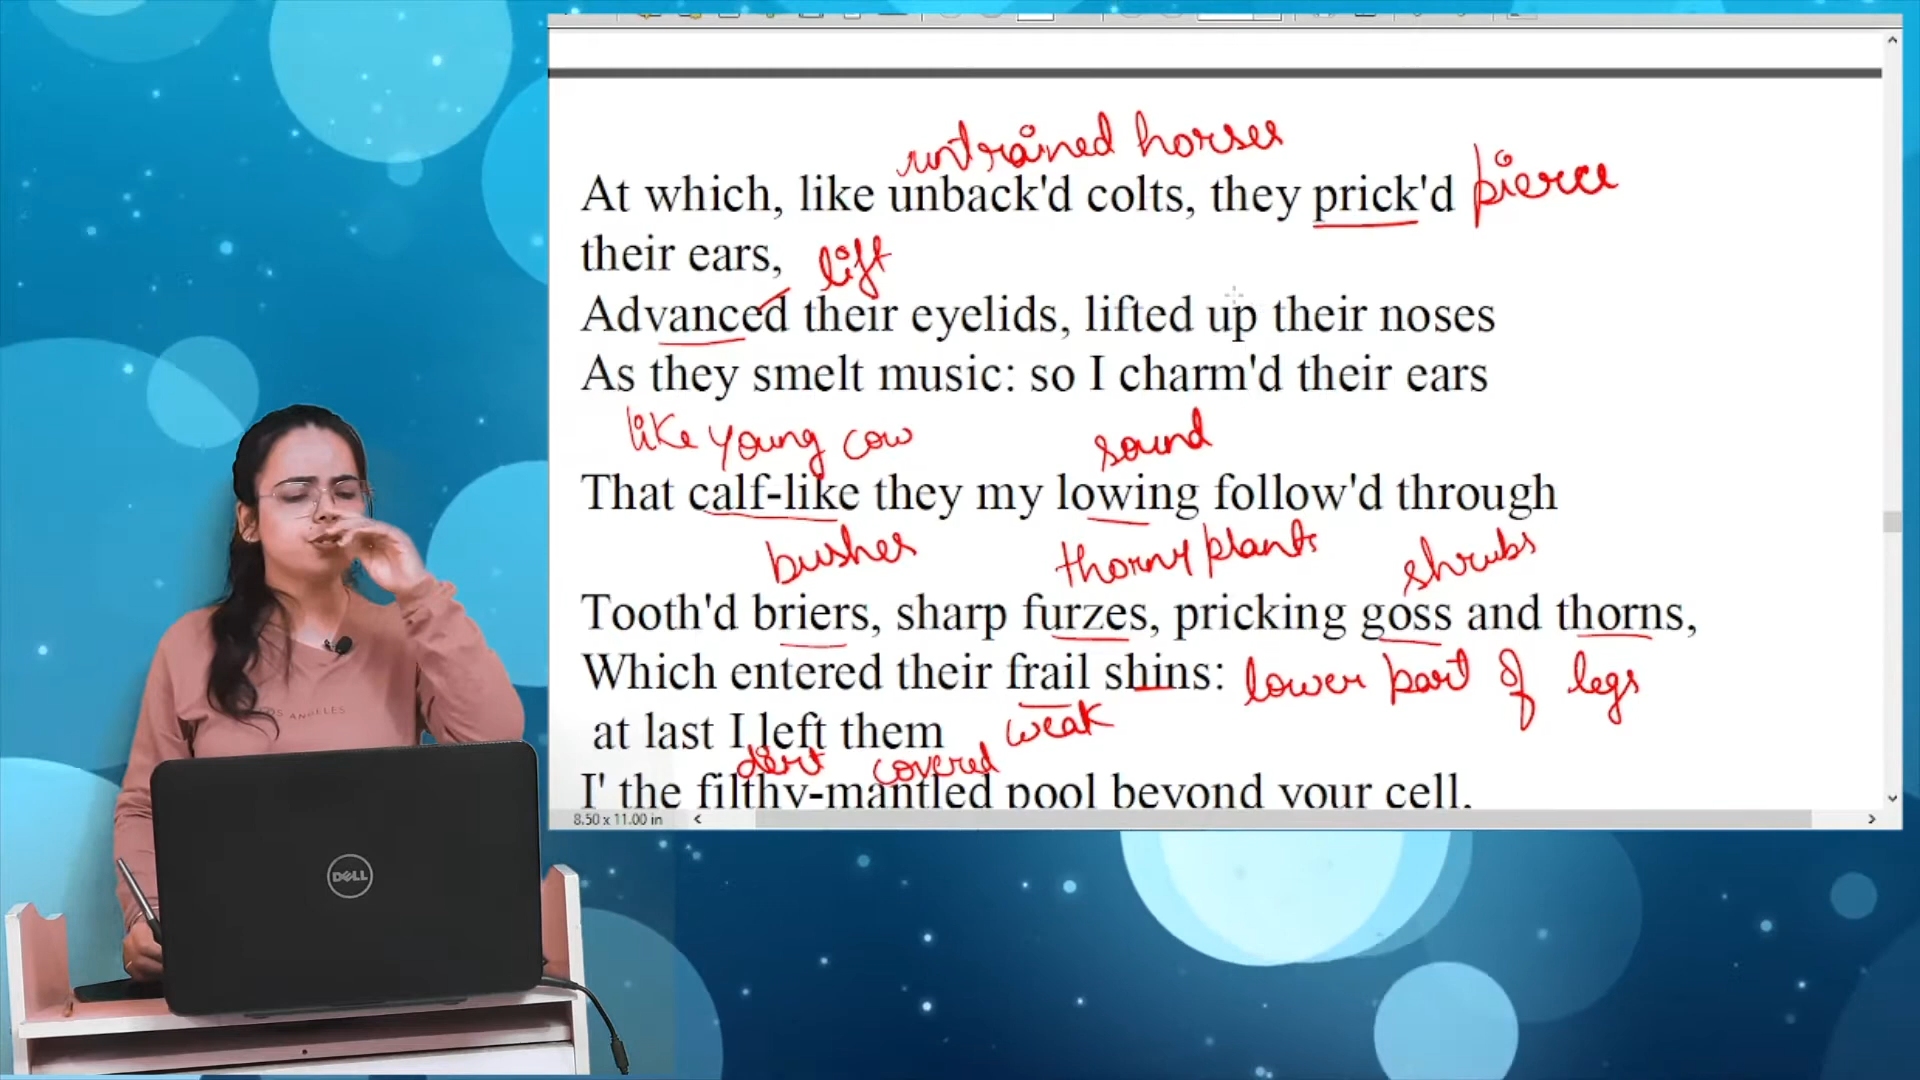 untrained horses
At which, like unback'd colts, they prick'd pierce
their ears, lift
Advanced their eyelids, lifted up their noses
As they smelt music: so I charm'd their ears
like young cow sound
That calf-like they my lowing follow'd through
bushes thorny plants shrubs
Tooth'd briers, sharp furzes, pricking goss and thorns,
Which entered their frail shins: lower part of legs
at last I left them weak
dirt covered
I' the filthy-mantled pool beyond your cell,
8.50 x 11.00 in
LOS ANGELES
DELL